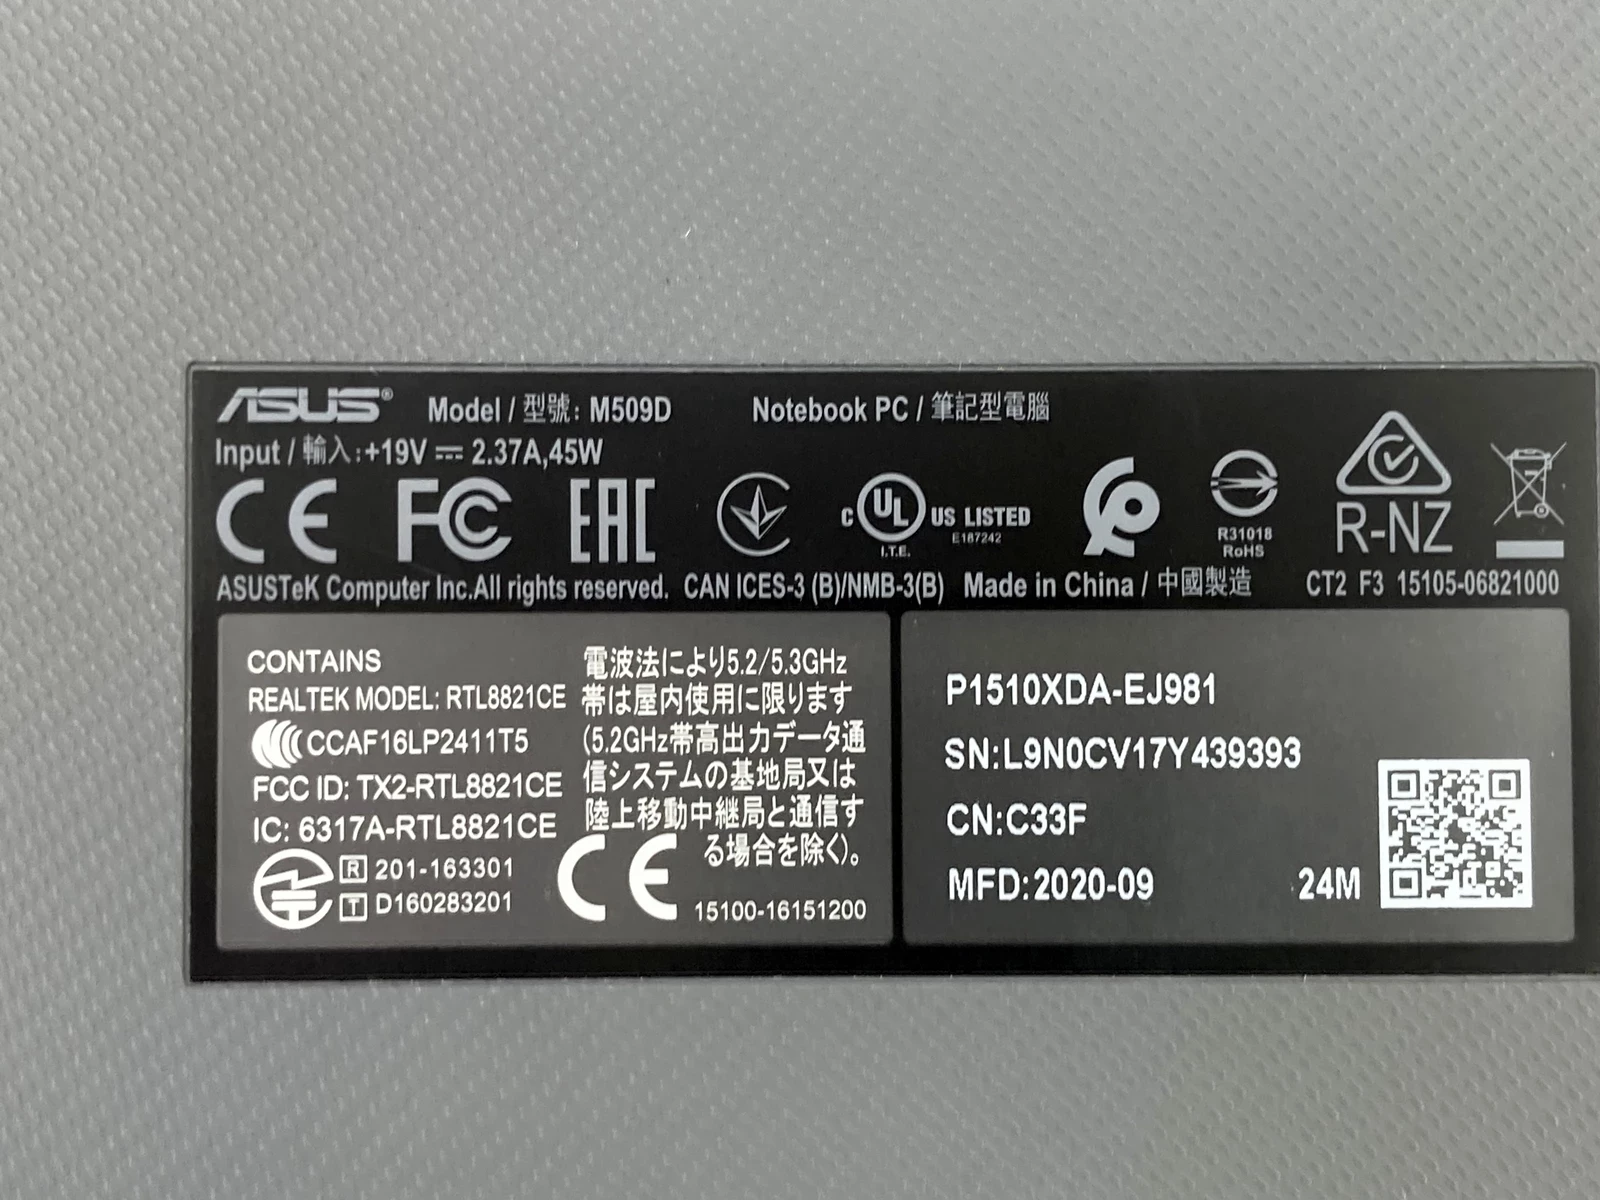 ASUS® Model / 型號: M509D Notebook PC / 筆記型電腦
Input / 輸入:+19V ⎓ 2.37A,45W
CE FC EAC C UL US LISTED E187242 I.T.E. R31018 RoHS R-NZ
ASUSTeK Computer Inc.All rights reserved. CAN ICES-3 (B)/NMB-3(B) Made in China / 中國製造 CT2 F3 15105-06821000
CONTAINS
REALTEK MODEL: RTL8821CE
CCAF16LP2411T5
FCC ID: TX2-RTL8821CE
IC: 6317A-RTL8821CE
R 201-163301
T D160283201
電波法により5.2/5.3GHz
帯は屋内使用に限ります
(5.2GHz帯高出力データ通
信システムの基地局又は
陸上移動中継局と通信す
る場合を除く)。
CE 15100-16151200
P1510XDA-EJ981
SN:L9N0CV17Y439393
CN:C33F
MFD:2020-09 24M